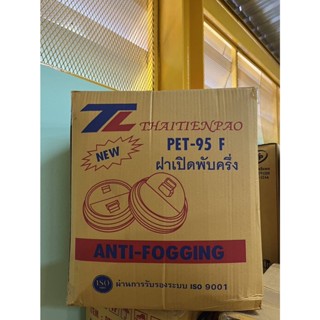 TL THAITIENPAO
NEW
PET-95 F
ฝาเปิดพับครึ่ง
ANTI-FOGGING
ISO ผ่านการรับรองระบบ ISO 9001